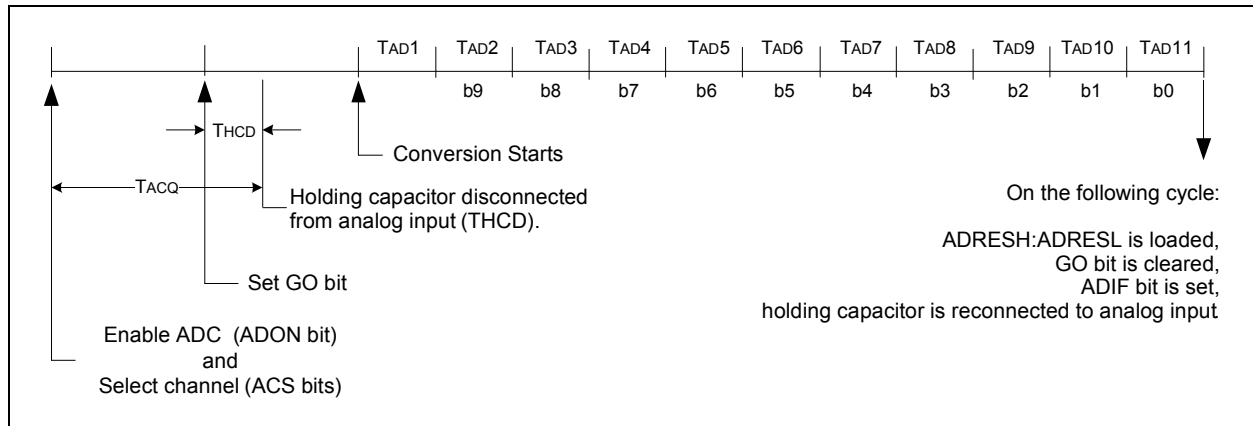 TAD1 TAD2 TAD3 TAD4 TAD5 TAD6 TAD7 TAD8 TAD9 TAD10 TAD11
b9 b8 b7 b6 b5 b4 b3 b2 b1 b0
THCD
Conversion Starts
TACQ
Holding capacitor disconnected
from analog input (THCD).
Set GO bit
Enable ADC (ADON bit)
and
Select channel (ACS bits)
On the following cycle:
ADRESH:ADRESL is loaded,
GO bit is cleared,
ADIF bit is set,
holding capacitor is reconnected to analog input.